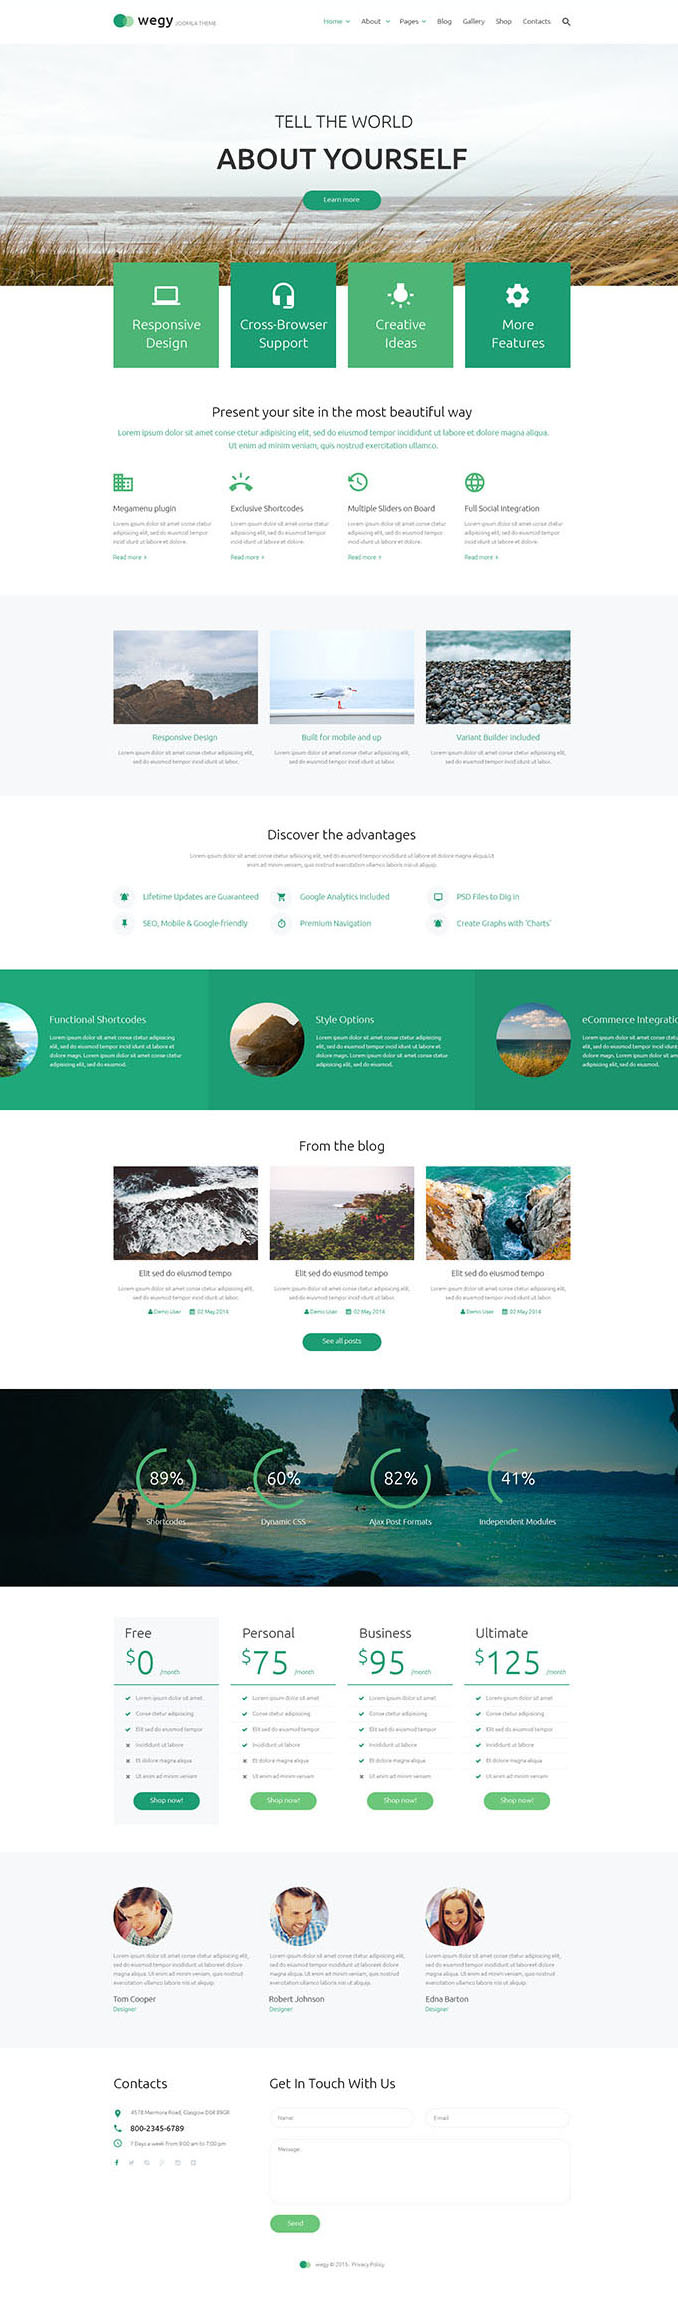 wegy JOOMLA THEME
Home About Pages Blog Gallery Shop Contacts
TELL THE WORLD
ABOUT YOURSELF
Learn more
Responsive Design
Cross-Browser Support
Creative Ideas
More Features
Present your site in the most beautiful way
Lorem ipsum dolor sit amet conse ctetur adipisicing elit, sed do eiusmod tempor incididunt ut labore et dolore magna aliqua.
Ut enim ad minim veniam, quis nostrud exercitation ullamco.
Megamenu plugin
Lorem ipsum dolor sit amet conse ctetur
adipisicing elit, sed do eiusmod tempor
incid idunt ut labore et dolore.
Read more
Exclusive Shortcodes
Lorem ipsum dolor sit amet conse ctetur
adipisicing elit, sed do eiusmod tempor
incid idunt ut labore et dolore.
Read more
Multiple Sliders on Board
Lorem ipsum dolor sit amet conse ctetur
adipisicing elit, sed do eiusmod tempor
incid idunt ut labore et dolore.
Read more
Full Social Integration
Lorem ipsum dolor sit amet conse ctetur
adipisicing elit, sed do eiusmod tempor
incid idunt ut labore et dolore.
Read more
Responsive Design
Lorem ipsum dolor sit amet conse ctetur adipisicing elit,
sed do eiusmod tempor incid idunt ut labor.
Built for mobile and up
Lorem ipsum dolor sit amet conse ctetur adipisicing elit,
sed do eiusmod tempor incid idunt ut labor.
Variant Builder included
Lorem ipsum dolor sit amet conse ctetur adipisicing elit,
sed do eiusmod tempor incid idunt ut labor.
Discover the advantages
Lorem ipsum dolor sit amet conse ctetur adipisicing elit, sed do eiusmod tempor incididunt ut labore et dolore magna aliqua.Ut
enim ad minim veniam, quis nostrud exercitation ullamco laboris nisi ut aliquip.
Lifetime Updates are Guaranteed
Google Analytics Included
PSD Files to Dig in
SEO, Mobile & Google-friendly
Premium Navigation
Create Graphs with 'Charts'
Functional Shortcodes
Lorem ipsum dolor sit amet conse ctetur adipisicing
elit, sed do eiusmod tempor incid idunt ut labore et
dolore magn. Lorem ipsum dolor sit amet conse ctetur
adipisicing elit, sed do eiusmod.
Style Options
Lorem ipsum dolor sit amet conse ctetur adipisicing
elit, sed do eiusmod tempor incid idunt ut labore et
dolore magn. Lorem ipsum dolor sit amet conse ctetur
adipisicing elit, sed do eiusmod.
eCommerce Integratio
Lorem ipsum dolor sit amet conse
elit, sed do eiusmod tempor incid
dolore magn. Lorem ipsum dolor s
adipisicing elit, sed do eiusmod.
From the blog
Elit sed do eiusmod tempo
Lorem ipsum dolor sit amet conse ctetur adipisicing elit,
sed do eiusmod tempor incid idunt ut labor.
Demo User 02 May 2014
Elit sed do eiusmod tempo
Lorem ipsum dolor sit amet conse ctetur adipisicing elit,
sed do eiusmod tempor incid idunt ut labor.
Demo User 02 May 2014
Elit sed do eiusmod tempo
Lorem ipsum dolor sit amet conse ctetur adipisicing elit,
sed do eiusmod tempor incid idunt ut labor.
Demo User 02 May 2014
See all posts
89%
Shortcodes
60%
Dynamic CSS
82%
Ajax Post Formats
41%
Independent Modules
Free
$0 /month
Lorem ipsum dolor sit amet
Conse ctetur adipisicing
Elit sed do eiusmod tempor
Incididunt ut labore
Et dolore magna aliqua
Ut enim ad minim veniam
Shop now!
Personal
$75 /month
Lorem ipsum dolor sit amet
Conse ctetur adipisicing
Elit sed do eiusmod tempor
Incididunt ut labore
Et dolore magna aliqua
Ut enim ad minim veniam
Shop now!
Business
$95 /month
Lorem ipsum dolor sit amet
Conse ctetur adipisicing
Elit sed do eiusmod tempor
Incididunt ut labore
Et dolore magna aliqua
Ut enim ad minim veniam
Shop now!
Ultimate
$125 /month
Lorem ipsum dolor sit amet
Conse ctetur adipisicing
Elit sed do eiusmod tempor
Incididunt ut labore
Et dolore magna aliqua
Ut enim ad minim veniam
Shop now!
Lorem ipsum dolor sit amet conse ctetur adipisicing elit,
sed do eiusmod tempor incid idunt ut laboreet dolore
magna aliqua. Ut enim ad minim veniam, quis nostrud
exercitation ullamco laboris nisi ut aliquip.
Tom Cooper
Designer
Lorem ipsum dolor sit amet conse ctetur adipisicing elit,
sed do eiusmod tempor incid idunt ut laboreet dolore
magna aliqua. Ut enim ad minim veniam, quis nostrud
exercitation ullamco laboris nisi ut aliquip.
Robert Johnson
Designer
Lorem ipsum dolor sit amet conse ctetur adipisicing elit,
sed do eiusmod tempor incid idunt ut laboreet dolore
magna aliqua. Ut enim ad minim veniam, quis nostrud
exercitation ullamco laboris nisi ut aliquip.
Edna Barton
Designer
Contacts
4578 Marmora Road, Glasgow D04 89GR
800-2345-6789
7 Days a week from 9:00 am to 7:00 pm
Get In Touch With Us
Name:
E-mail
Message:
Send
wegy © 2015. Privacy Policy